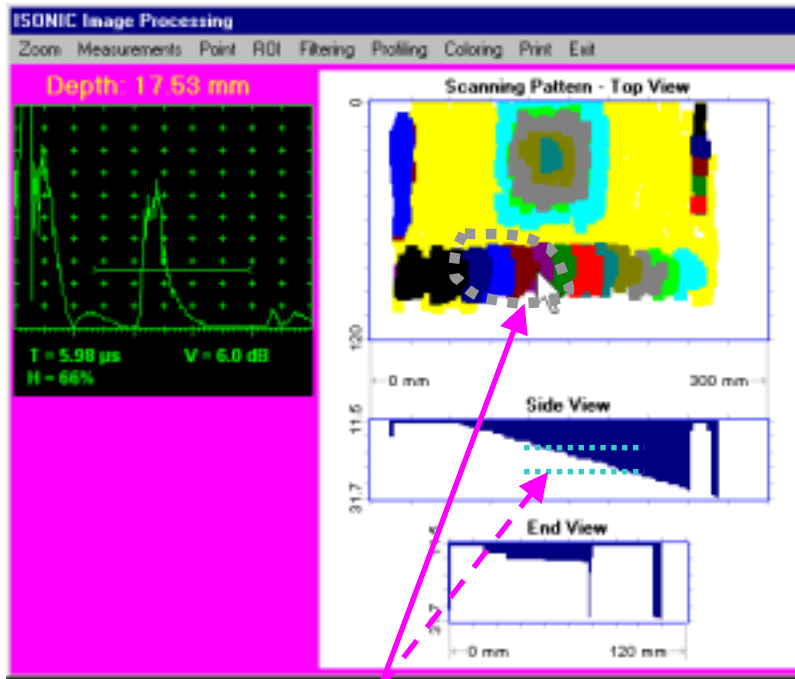 ISONIC Image Processing
Zoom Measurements Point ROI Filtering Profiling Coloring Print Exit
Depth: 17.53 mm
T = 5.98 µs V = 6.0 dB
H = 66%
Scanning Pattern - Top View
0
120
0 mm 300 mm
Side View
11.5
31.7
End View
0 mm 120 mm